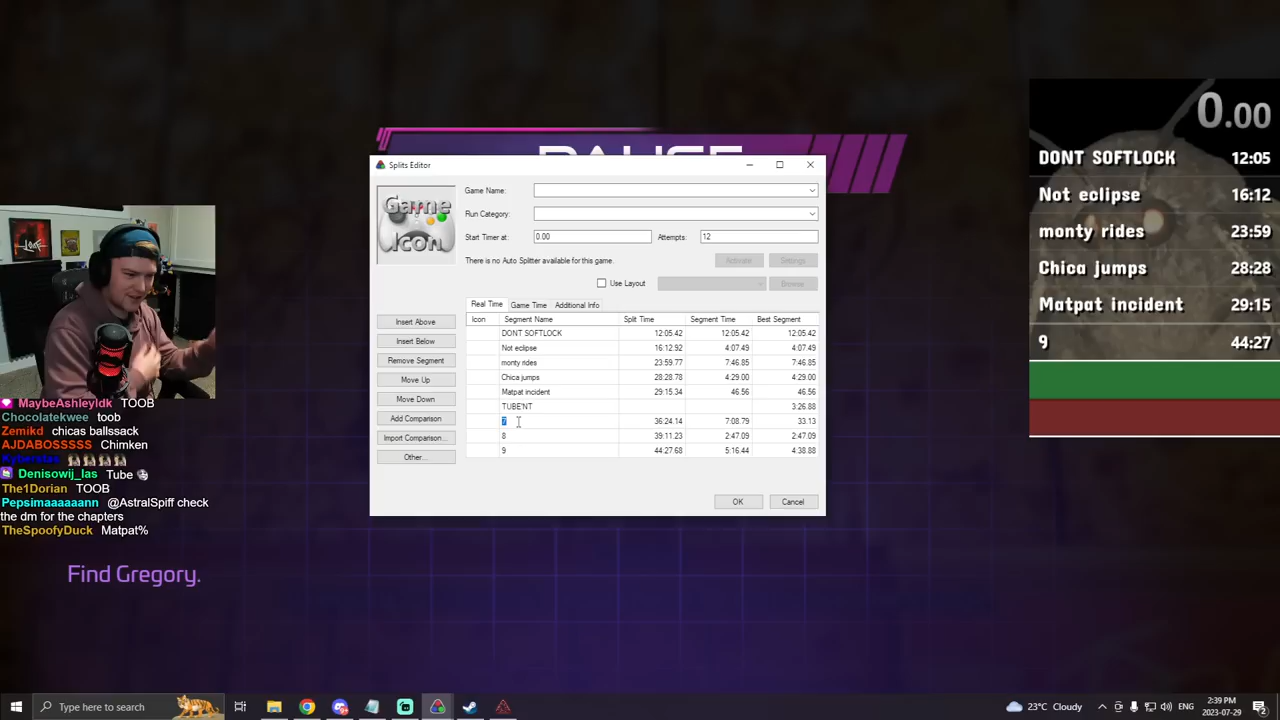 PAUSE
Splits Editor
Game Icon
Game Name:
Run Category:
Start Timer at: 0.00 Attempts: 12
There is no Auto Splitter available for this game. Activate Settings
Use Layout Browse
Real Time Game Time Additional Info
Icon Segment Name Split Time Segment Time Best Segment
DONT SOFTLOCK 12:05.42 12:05.42 12:05.42
Not eclipse 16:12.92 4:07.49 4:07.49
monty rides 23:59.77 7:46.85 7:46.85
Chica jumps 28:28.78 4:29.00 4:29.00
Matpat incident 29:15.34 46.56 46.56
TUBE'NT 3:26.88
7 36:24.14 7:08.79 33.13
8 39:11.23 2:47.09 2:47.09
9 44:27.68 5:16.44 4:38.88
Insert Above
Insert Below
Remove Segment
Move Up
Move Down
Add Comparison
Import Comparison...
Other...
OK Cancel
0.00
DONT SOFTLOCK 12:05
Not eclipse 16:12
monty rides 23:59
Chica jumps 28:28
Matpat incident 29:15
9 44:27
MaybeAshleyIdk TOOB
Chocolatekwee: toob
Zemikd: chicas ballssack
AJDABOSSSSS: Chimken
Denisowij_las: Tube
The1Dorian: TOOB
Pepsimaaaaaann: @AstralSpiff check
the dm for the chapters
TheSpoofyDuck: Matpat%
Find Gregory.
Type here to search
23°C Cloudy
ENG
2:39 PM
2023-07-29
2